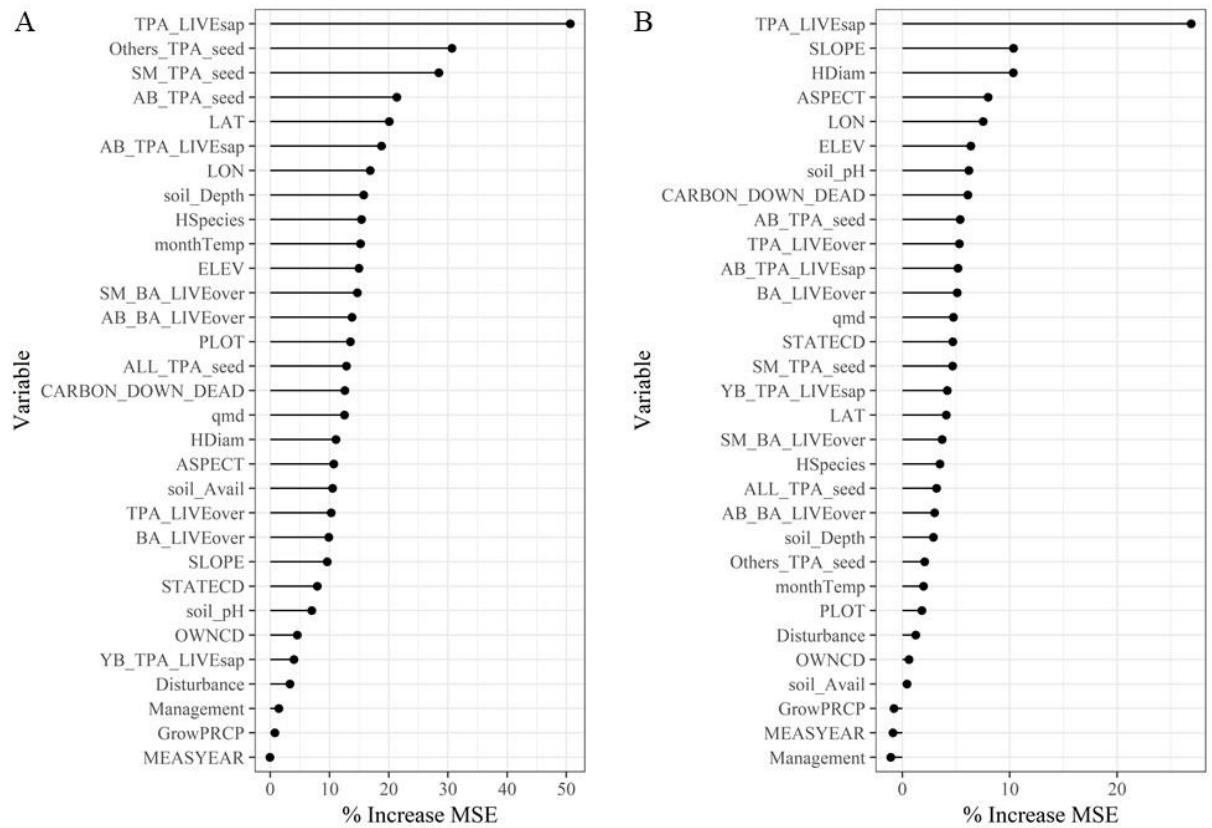 A
Variable
TPA_LIVEsap
Others_TPA_seed
SM_TPA_seed
AB_TPA_seed
LAT
AB_TPA_LIVEsap
LON
soil_Depth
HSpecies
monthTemp
ELEV
SM_BA_LIVEover
AB_BA_LIVEover
PLOT
ALL_TPA_seed
CARBON_DOWN_DEAD
qmd
HDiam
ASPECT
soil_Avail
TPA_LIVEover
BA_LIVEover
SLOPE
STATECD
soil_pH
OWNCD
YB_TPA_LIVEsap
Disturbance
Management
GrowPRCP
MEASYEAR
0 10 20 30 40 50
% Increase MSE
B
Variable
TPA_LIVEsap
SLOPE
HDiam
ASPECT
LON
ELEV
soil_pH
CARBON_DOWN_DEAD
AB_TPA_seed
TPA_LIVEover
AB_TPA_LIVEsap
BA_LIVEover
qmd
STATECD
SM_TPA_seed
YB_TPA_LIVEsap
LAT
SM_BA_LIVEover
HSpecies
ALL_TPA_seed
AB_BA_LIVEover
soil_Depth
Others_TPA_seed
monthTemp
PLOT
Disturbance
OWNCD
soil_Avail
GrowPRCP
MEASYEAR
Management
0 10 20
% Increase MSE